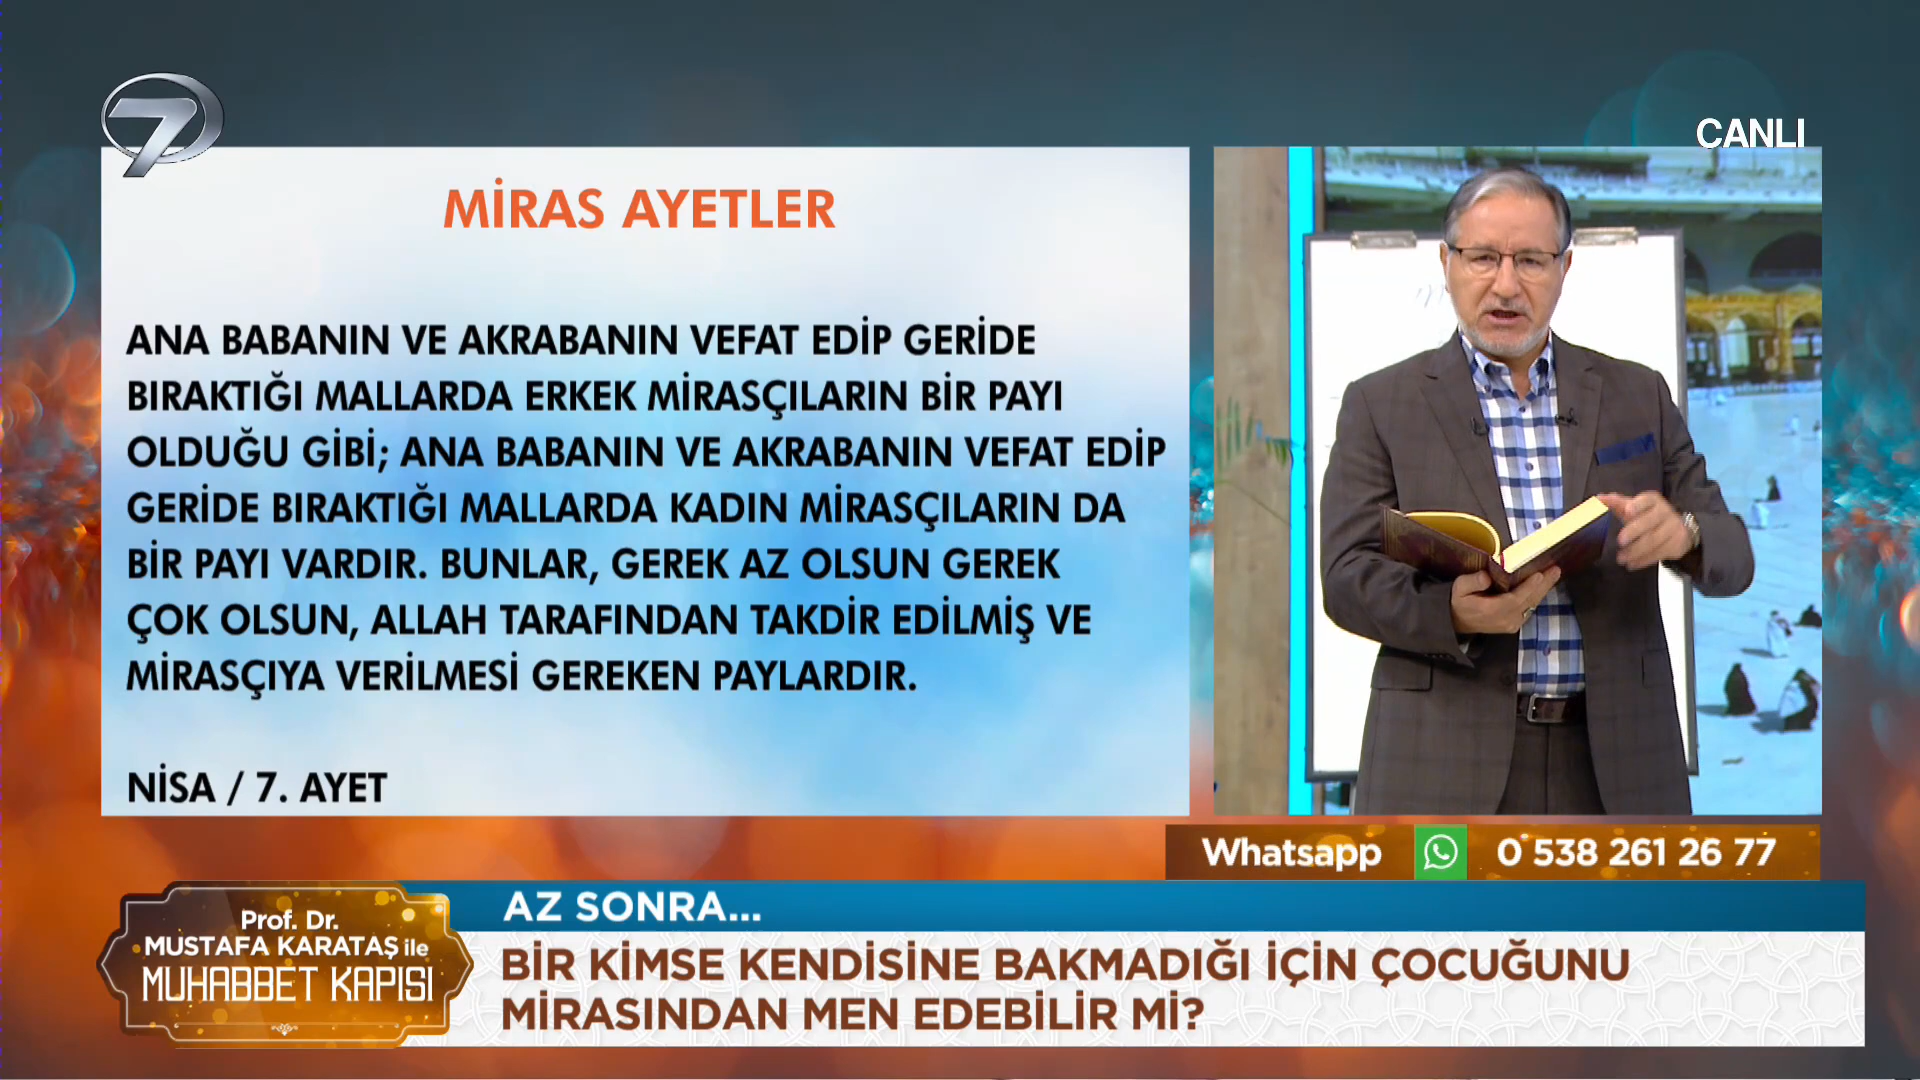 7
CANLI
MİRAS AYETLER
ANA BABANIN VE AKRABANIN VEFAT EDİP GERİDE
BIRAKTIĞI MALLARDA ERKEK MİRASÇILARIN BİR PAYI
OLDUĞU GİBİ; ANA BABANIN VE AKRABANIN VEFAT EDİP
GERİDE BIRAKTIĞI MALLARDA KADIN MİRASÇILARIN DA
BİR PAYI VARDIR. BUNLAR, GEREK AZ OLSUN GEREK
ÇOK OLSUN, ALLAH TARAFINDAN TAKDİR EDİLMİŞ VE
MİRASÇIYA VERİLMESİ GEREKEN PAYLARDIR.
NİSA / 7. AYET
Whatsapp 0 538 261 26 77
Prof. Dr.
MUSTAFA KARATAŞ ile
MUHABBET KAPISI
AZ SONRA...
BİR KİMSE KENDİSİNE BAKMADIĞI İÇİN ÇOCUĞUNU
MİRASINDAN MEN EDEBİLİR Mİ?